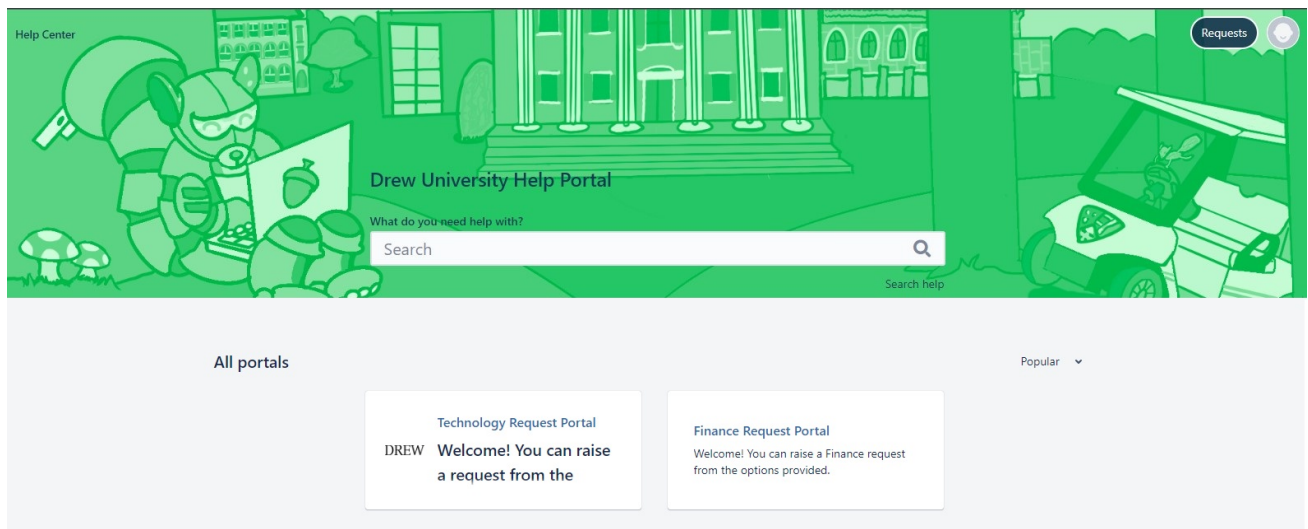 Help Center
Requests
Drew University Help Portal
What do you need help with?
Search
Search help
All portals
Popular
Technology Request Portal
DREW
Welcome! You can raise
a request from the
Finance Request Portal
Welcome! You can raise a Finance request
from the options provided.